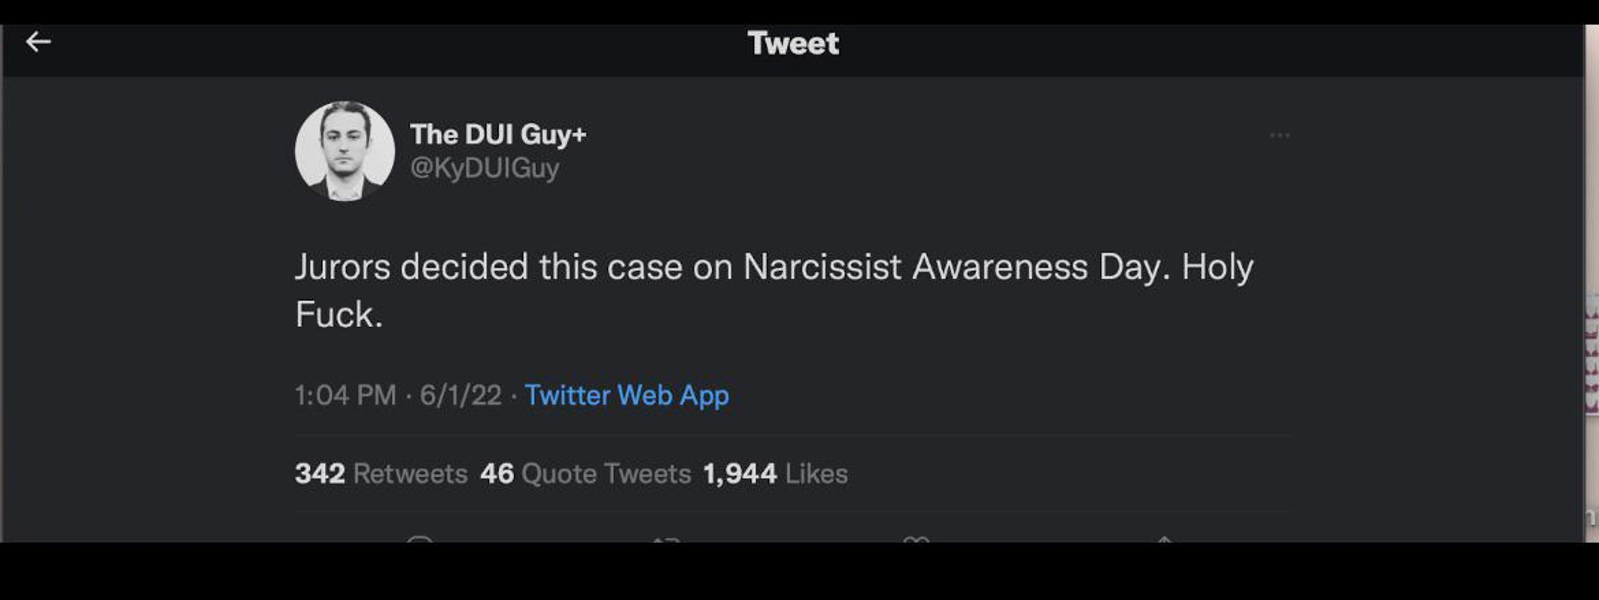 Tweet
The DUI Guy+
@KyDUIGuy
Jurors decided this case on Narcissist Awareness Day. Holy
Fuck.
1:04 PM · 6/1/22 · Twitter Web App
342 Retweets 46 Quote Tweets 1,944 Likes